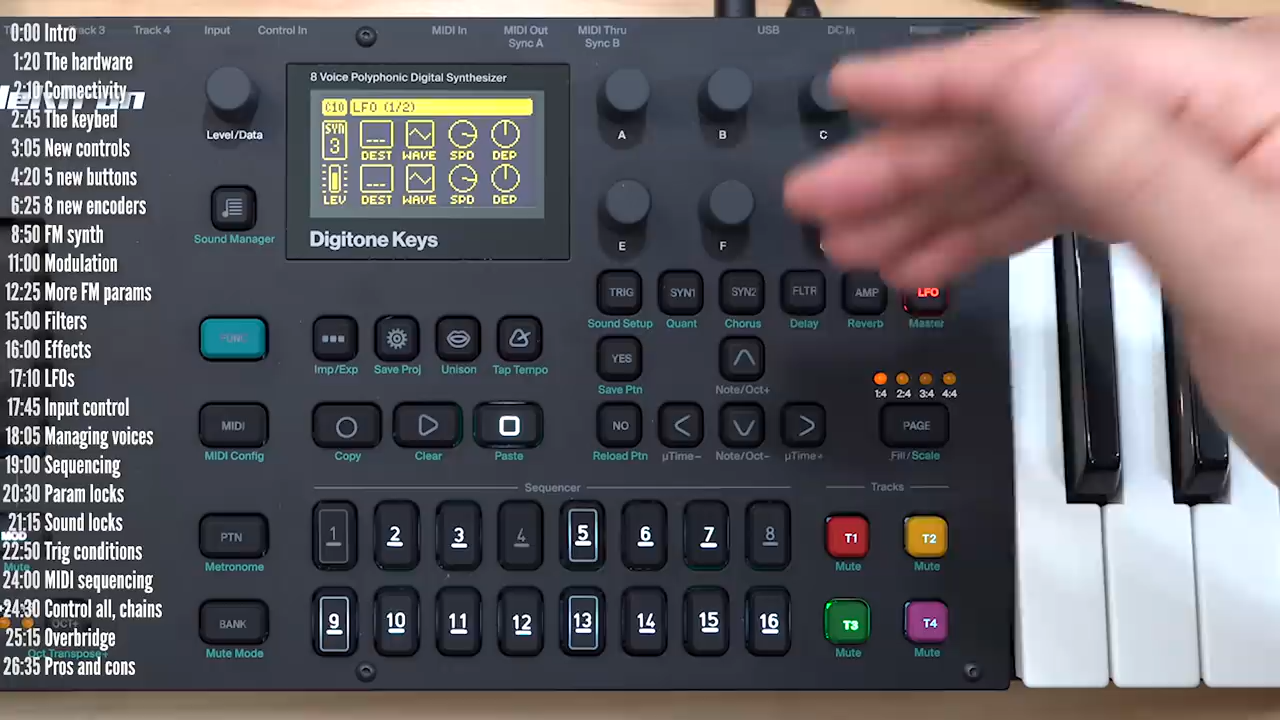 0:00 Intro
1:20 The hardware
2:10 Connectivity
2:45 The keybed
3:05 New controls
4:20 5 new buttons
6:25 8 new encoders
8:50 FM synth
11:00 Modulation
12:25 More FM params
15:00 Filters
16:00 Effects
17:10 LFOs
17:45 Input control
18:05 Managing voices
19:00 Sequencing
20:30 Param locks
21:15 Sound locks
22:50 Trig conditions
24:00 MIDI sequencing
24:30 Control all, chains
25:15 Overbridge
26:35 Pros and cons
Track 4 Input Control In MIDI In MIDI Out MIDI Thru USB DC In
Sync A Sync B
8 Voice Polyphonic Digital Synthesizer
C10 LFO (1/2)
SYN
3
DEST WAVE SPD DEP
LEV DEST WAVE SPD DEP
Digitone Keys
Level/Data
Sound Manager
A B C
E F
TRIG SYN1 SYN2 FLTR AMP LFO
Sound Setup Quant Chorus Delay Reverb Master
FUNC
Imp/Exp Save Proj Unison Tap Tempo
YES
Save Ptn Note/Oct+
1:4 2:4 3:4 4:4
MIDI NO PAGE
MIDI Config Copy Clear Paste Reload Ptn µTime- Note/Oct- µTime+ Fill/Scale
Sequencer Tracks
PTN 1 2 3 4 5 6 7 8 T1 T2
Metronome Mute Mute
BANK 9 10 11 12 13 14 15 16 T3 T4
Mute Mode Mute Mute
MOD
Mute
OCT+
Oct Transpose+